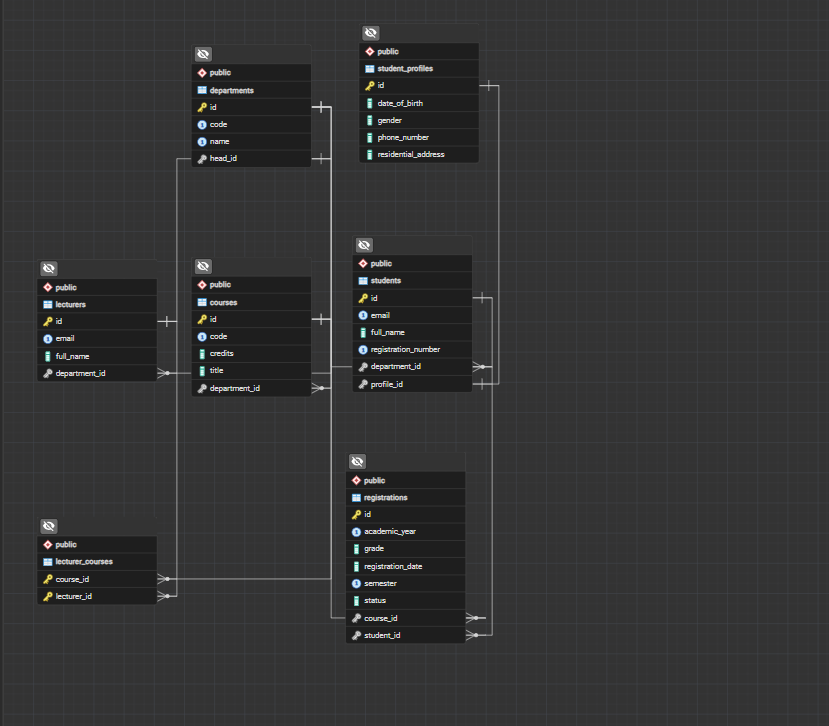 public
departments
id
code
name
head_id
public
student_profiles
id
date_of_birth
gender
phone_number
residential_address
public
lecturers
id
email
full_name
department_id
public
courses
id
code
credits
title
department_id
public
students
id
email
full_name
registration_number
department_id
profile_id
public
lecturer_courses
course_id
lecturer_id
public
registrations
id
academic_year
grade
registration_date
semester
status
course_id
student_id